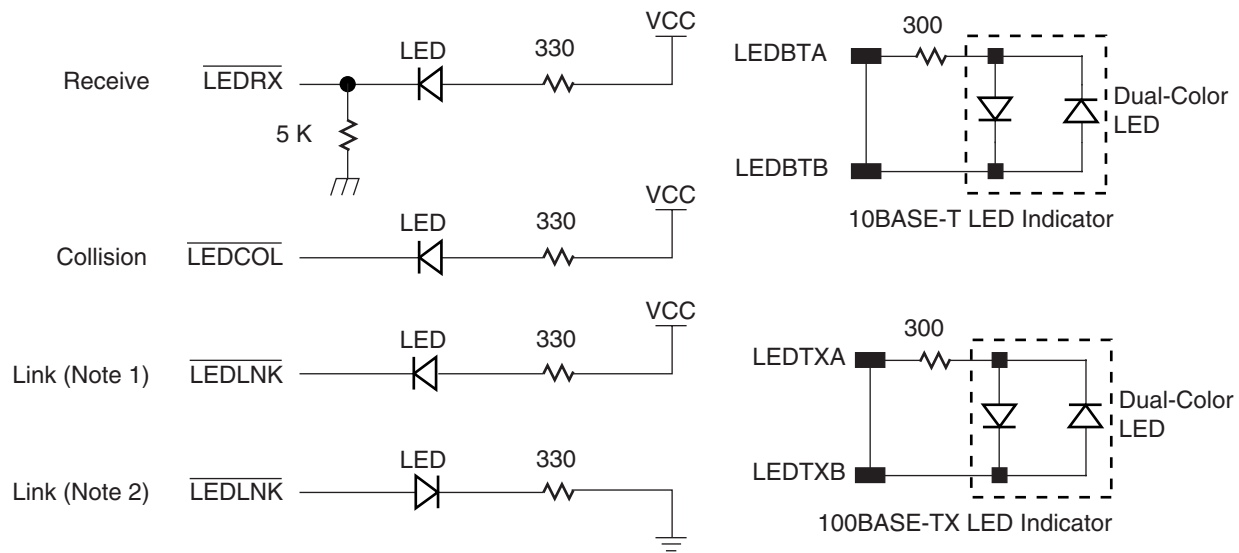 VCC
LED
330
Receive
LEDRX
5 K
VCC
LED
330
Collision
LEDCOL
VCC
LED
330
Link (Note 1)
LEDLNK
LED
330
Link (Note 2)
LEDLNK
300
LEDBTA
Dual-Color
LED
LEDBTB
10BASE-T LED Indicator
300
LEDTXA
Dual-Color
LED
LEDTXB
100BASE-TX LED Indicator